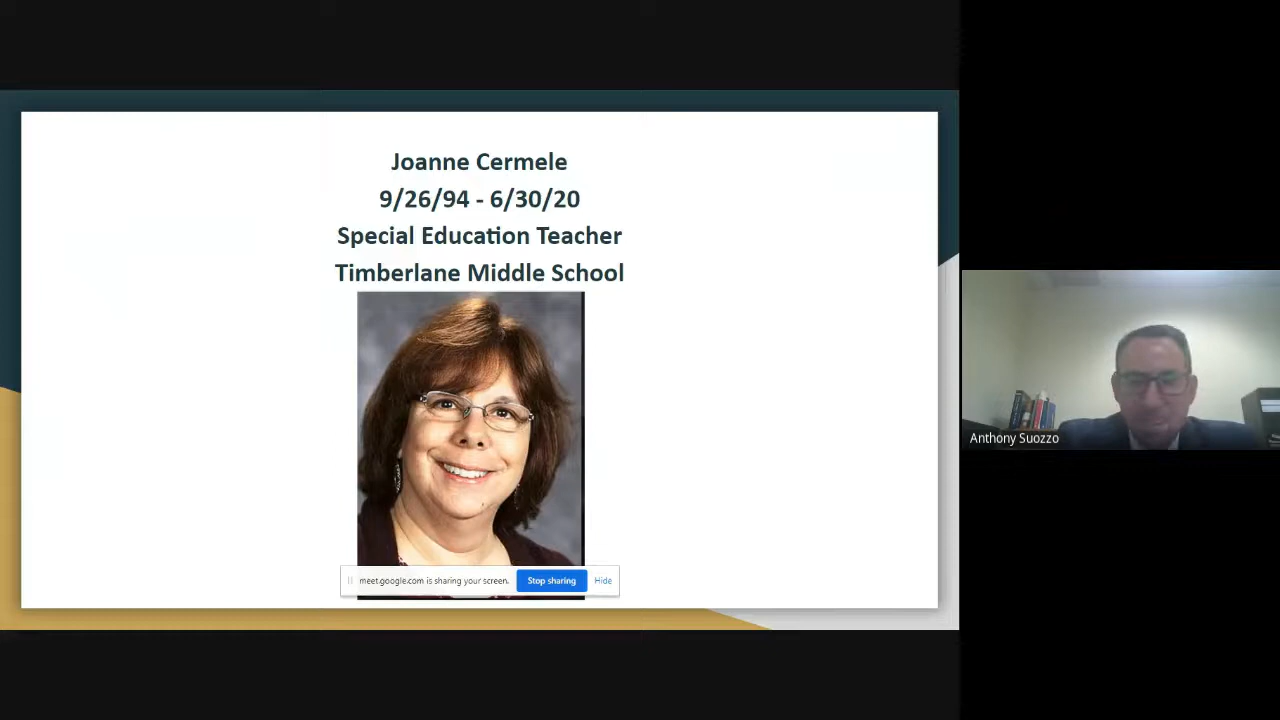 Joanne Cermele
9/26/94 - 6/30/20
Special Education Teacher
Timberlane Middle School
meet.google.com is sharing your screen.
Stop sharing
Hide
Anthony Suozzo